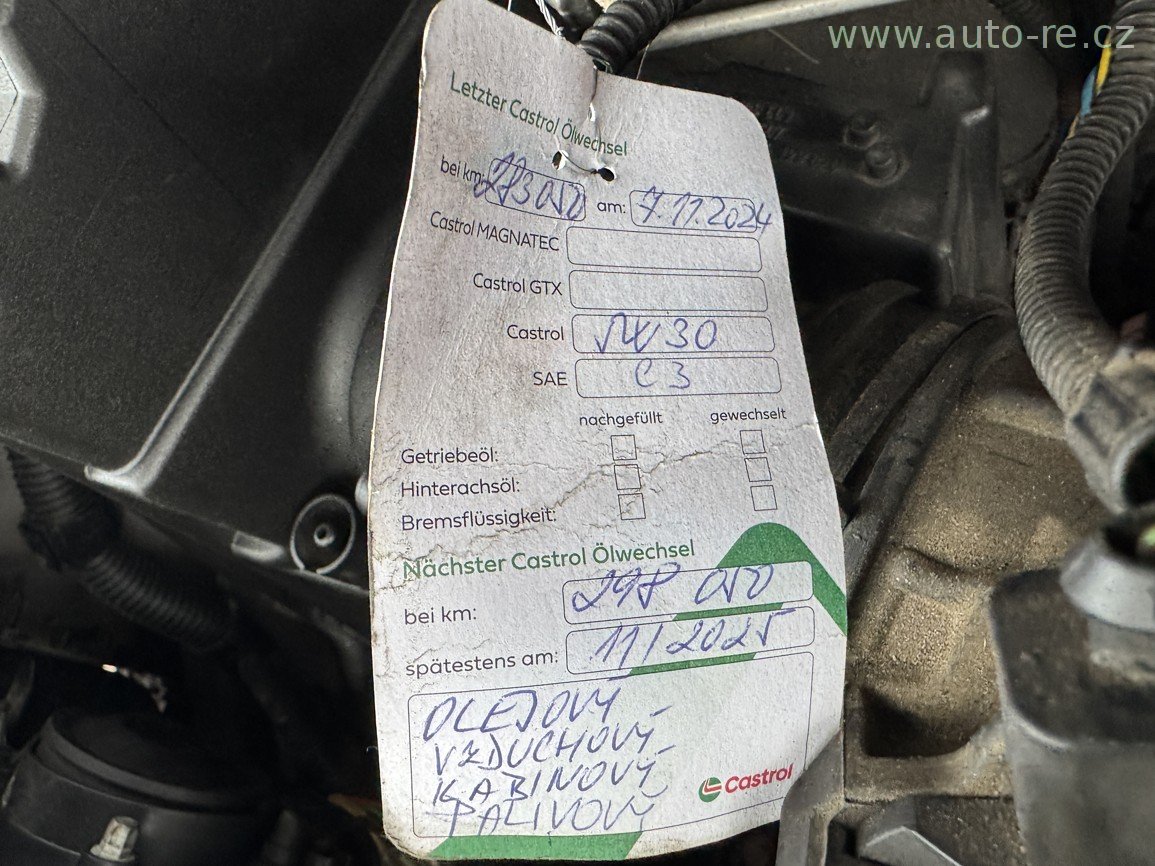 www.auto-re.cz
Letzter Castrol Ölwechsel
bei km: am: 7.11.2024
Castrol MAGNATEC
Castrol GTX
Castrol 5W30
SAE C3
nachgefüllt gewechselt
Getriebeöl:
Hinterachsöl:
Bremsflüssigkeit:
Nächster Castrol Ölwechsel
bei km: 298 050
spätestens am: 11/2025
OLEJOVÝ -
VZDUCHOVÝ -
KABINOVÝ -
PALIVOVÝ
Castrol